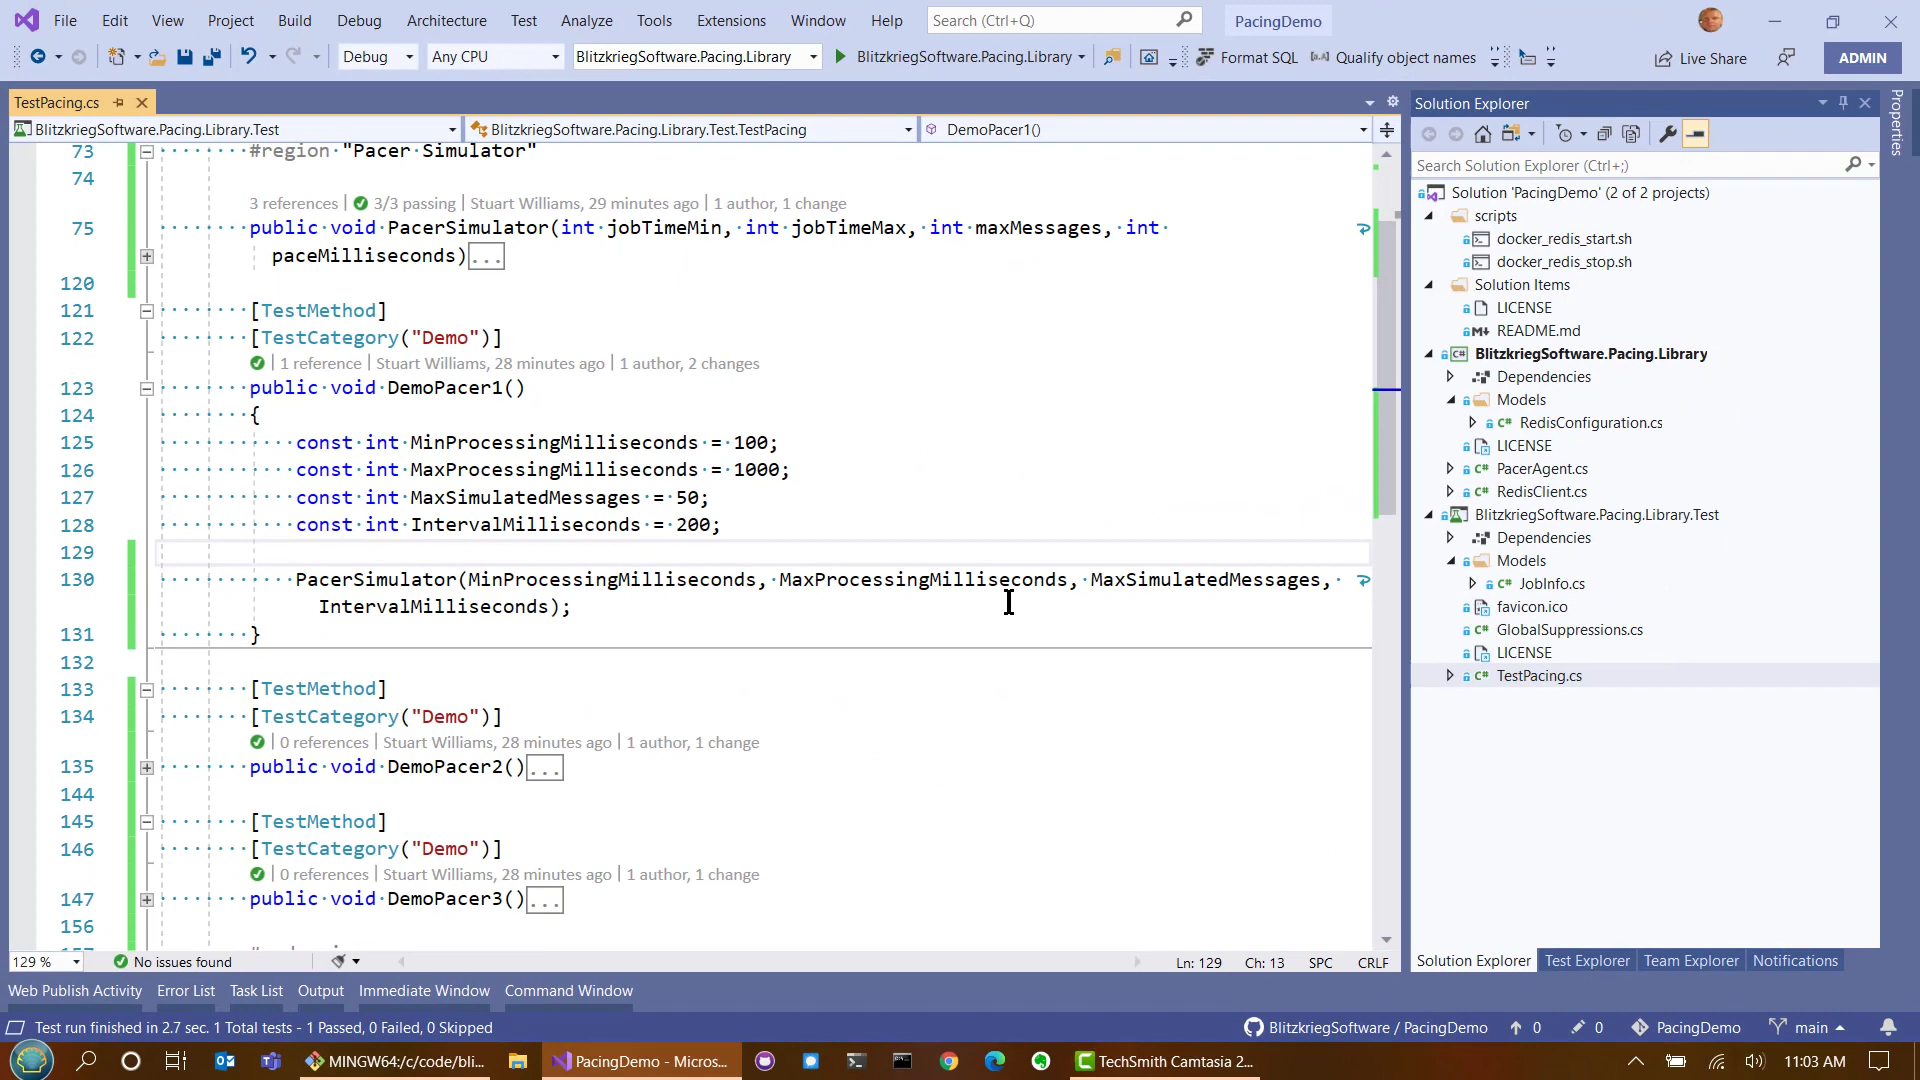 File Edit View Project Build Debug Architecture Test Analyze Tools Extensions Window Help Search (Ctrl+Q) PacingDemo
Debug Any CPU BlitzkriegSoftware.Pacing.Library BlitzkriegSoftware.Pacing.Library Format SQL Qualify object names Live Share ADMIN
TestPacing.cs
BlitzkriegSoftware.Pacing.Library.Test BlitzkriegSoftware.Pacing.Library.Test.TestPacing DemoPacer1()
73 #region "Pacer Simulator"
74
3 references | 3/3 passing | Stuart Williams, 29 minutes ago | 1 author, 1 change
75 public void PacerSimulator(int jobTimeMin, int jobTimeMax, int maxMessages, int
paceMilliseconds)...
120
121 [TestMethod]
122 [TestCategory("Demo")]
1 reference | Stuart Williams, 28 minutes ago | 1 author, 2 changes
123 public void DemoPacer1()
124 {
125 const int MinProcessingMilliseconds = 100;
126 const int MaxProcessingMilliseconds = 1000;
127 const int MaxSimulatedMessages = 50;
128 const int IntervalMilliseconds = 200;
129
130 PacerSimulator(MinProcessingMilliseconds, MaxProcessingMilliseconds, MaxSimulatedMessages,
IntervalMilliseconds);
131 }
132
133 [TestMethod]
134 [TestCategory("Demo")]
0 references | Stuart Williams, 28 minutes ago | 1 author, 1 change
135 public void DemoPacer2()...
144
145 [TestMethod]
146 [TestCategory("Demo")]
0 references | Stuart Williams, 28 minutes ago | 1 author, 1 change
147 public void DemoPacer3()...
156
129 % No issues found Ln: 129 Ch: 13 SPC CRLF
Solution Explorer
Search Solution Explorer (Ctrl+;)
Solution 'PacingDemo' (2 of 2 projects)
scripts
docker_redis_start.sh
docker_redis_stop.sh
Solution Items
LICENSE
README.md
BlitzkriegSoftware.Pacing.Library
Dependencies
Models
RedisConfiguration.cs
LICENSE
PacerAgent.cs
RedisClient.cs
BlitzkriegSoftware.Pacing.Library.Test
Dependencies
Models
JobInfo.cs
favicon.ico
GlobalSuppressions.cs
LICENSE
TestPacing.cs
Solution Explorer Test Explorer Team Explorer Notifications
Properties
Web Publish Activity Error List Task List Output Immediate Window Command Window
Test run finished in 2.7 sec. 1 Total tests - 1 Passed, 0 Failed, 0 Skipped BlitzkriegSoftware / PacingDemo 0 0 PacingDemo main
MINGW64:/c/code/bli... PacingDemo - Micros... TechSmith Camtasia 2... 11:03 AM